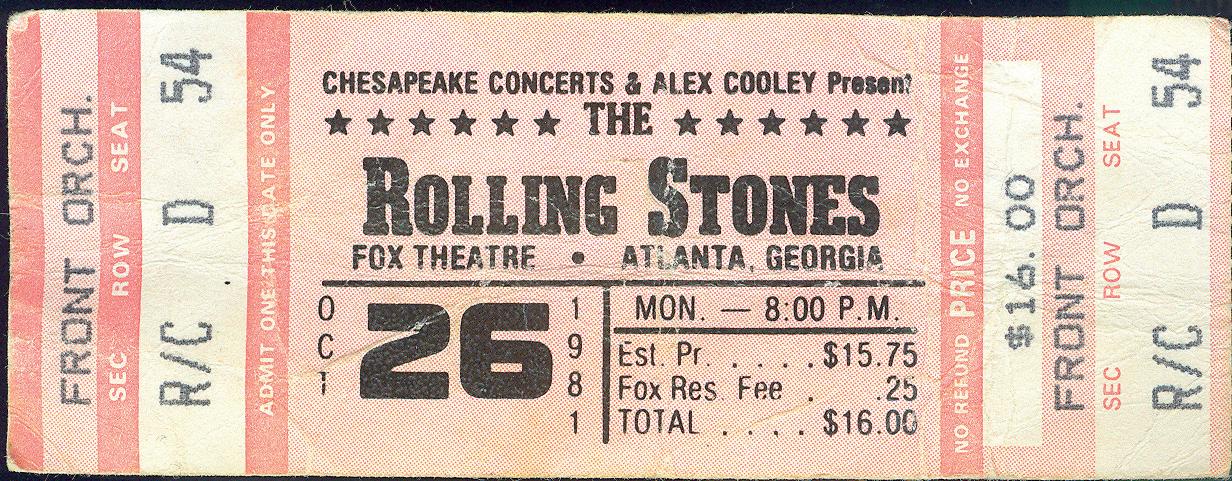 FRONT ORCH.
SEC ROW SEAT
R/C D 54
ADMIT ONE THIS DATE ONLY
CHESAPEAKE CONCERTS & ALEX COOLEY Present
★ ★ ★ ★ ★ ★ THE ★ ★ ★ ★ ★ ★
ROLLING STONES
FOX THEATRE • ATLANTA, GEORGIA
OCT 26 1981
MON. — 8:00 P.M.
Est. Pr. . . . . $15.75
Fox Res Fee . .25
TOTAL . . . . $16.00
NO REFUND PRICE NO EXCHANGE
$16.00
FRONT ORCH.
SEC ROW SEAT
R/C D 54